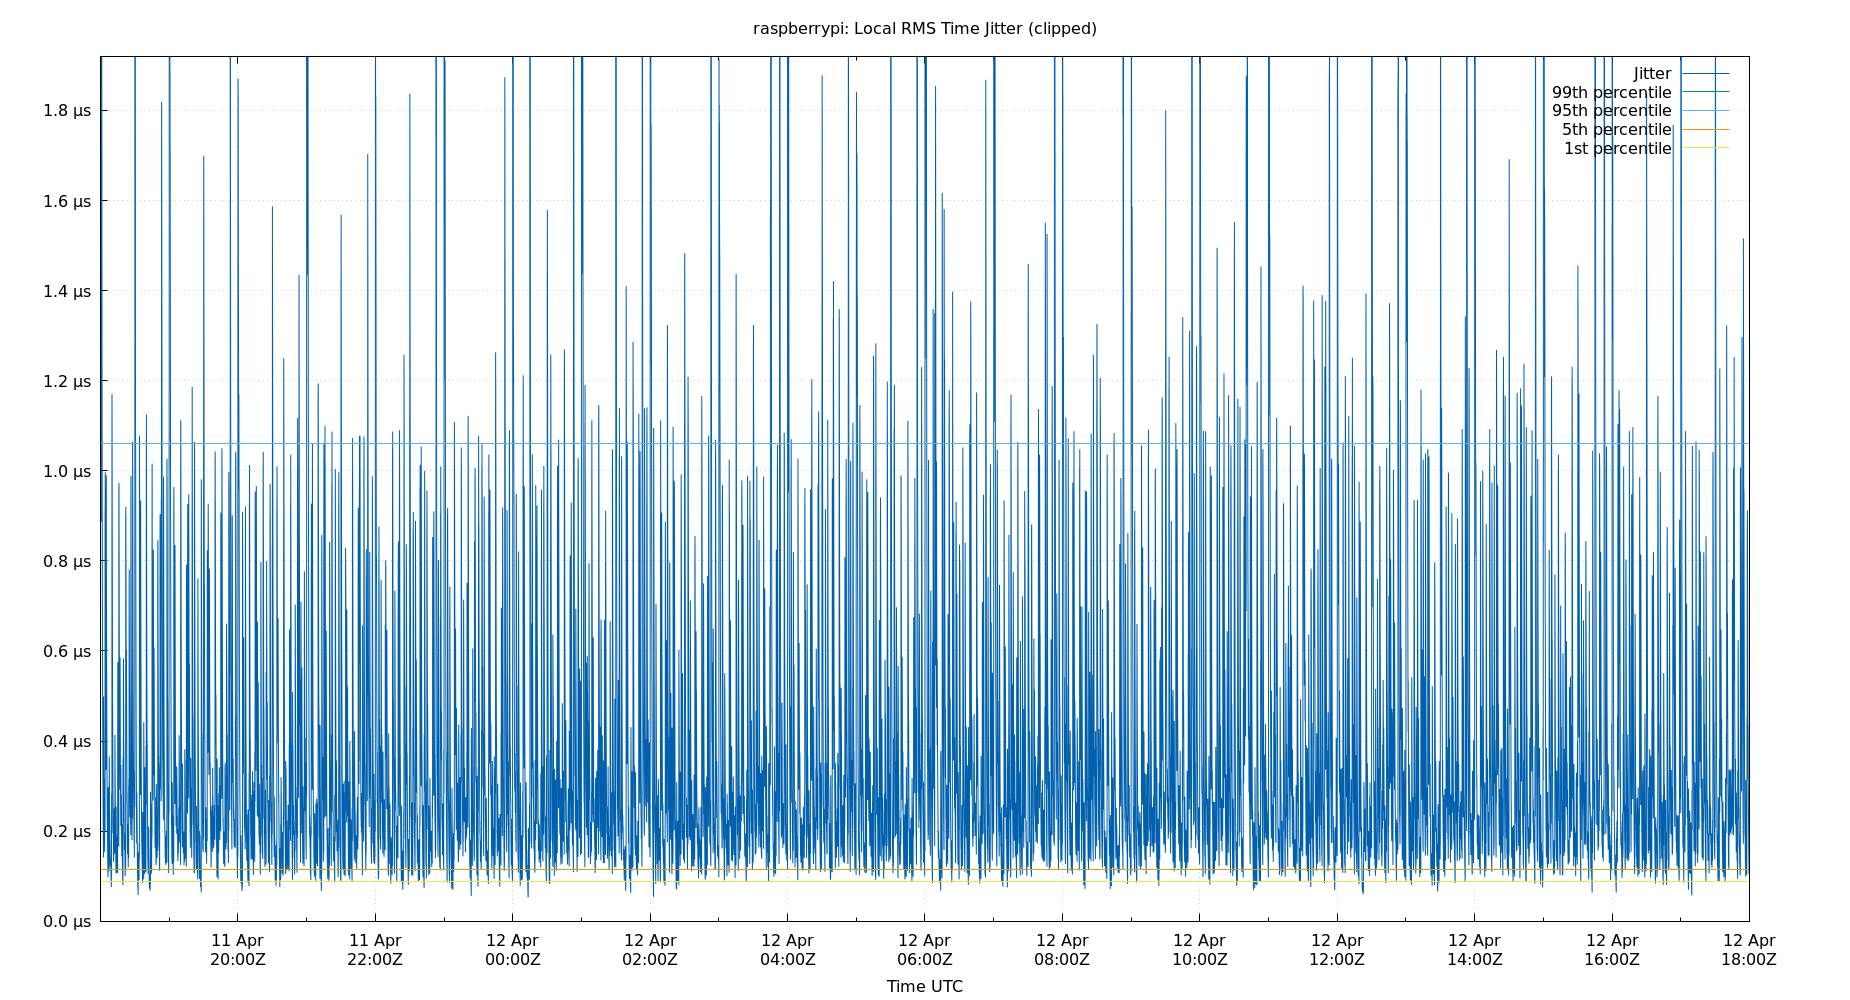 raspberrypi: Local RMS Time Jitter (clipped)
Jitter
99th percentile
95th percentile
5th percentile
1st percentile
1.8 µs
1.6 µs
1.4 µs
1.2 µs
1.0 µs
0.8 µs
0.6 µs
0.4 µs
0.2 µs
0.0 µs
11 Apr 11 Apr 12 Apr 12 Apr 12 Apr 12 Apr 12 Apr 12 Apr 12 Apr 12 Apr 12 Apr 12 Apr
20:00Z 22:00Z 00:00Z 02:00Z 04:00Z 06:00Z 08:00Z 10:00Z 12:00Z 14:00Z 16:00Z 18:00Z
Time UTC